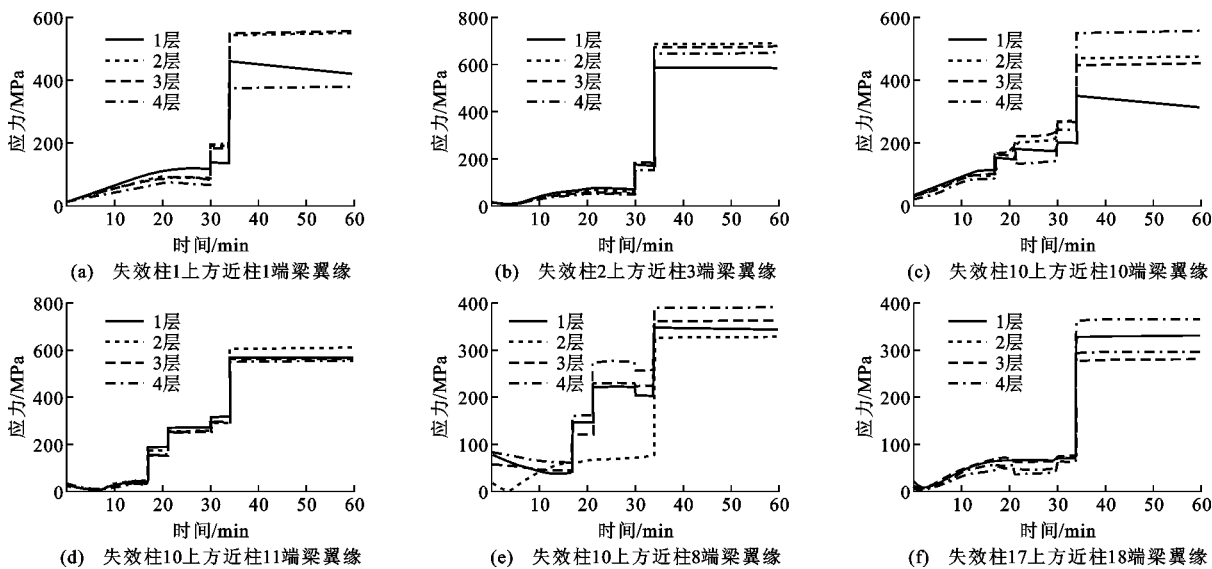 600
400
200
0
应力/MPa
1层
2层
3层
4层
10
20
30
40
50
60
时间/min
(a) 失效柱1上方近柱1端梁翼缘
800
600
400
200
0
应力/MPa
1层
2层
3层
4层
10
20
30
40
50
60
时间/min
(b) 失效柱2上方近柱3端梁翼缘
600
400
200
0
应力/MPa
1层
2层
3层
4层
10
20
30
40
50
60
时间/min
(c) 失效柱10上方近柱10端梁翼缘
800
600
400
200
0
应力/MPa
1层
2层
3层
4层
10
20
30
40
50
60
时间/min
(d) 失效柱10上方近柱11端梁翼缘
400
300
200
100
0
应力/MPa
1层
2层
3层
4层
10
20
30
40
50
60
时间/min
(e) 失效柱10上方近柱8端梁翼缘
400
300
200
100
0
应力/MPa
1层
2层
3层
4层
10
20
30
40
50
60
时间/min
(f) 失效柱17上方近柱18端梁翼缘